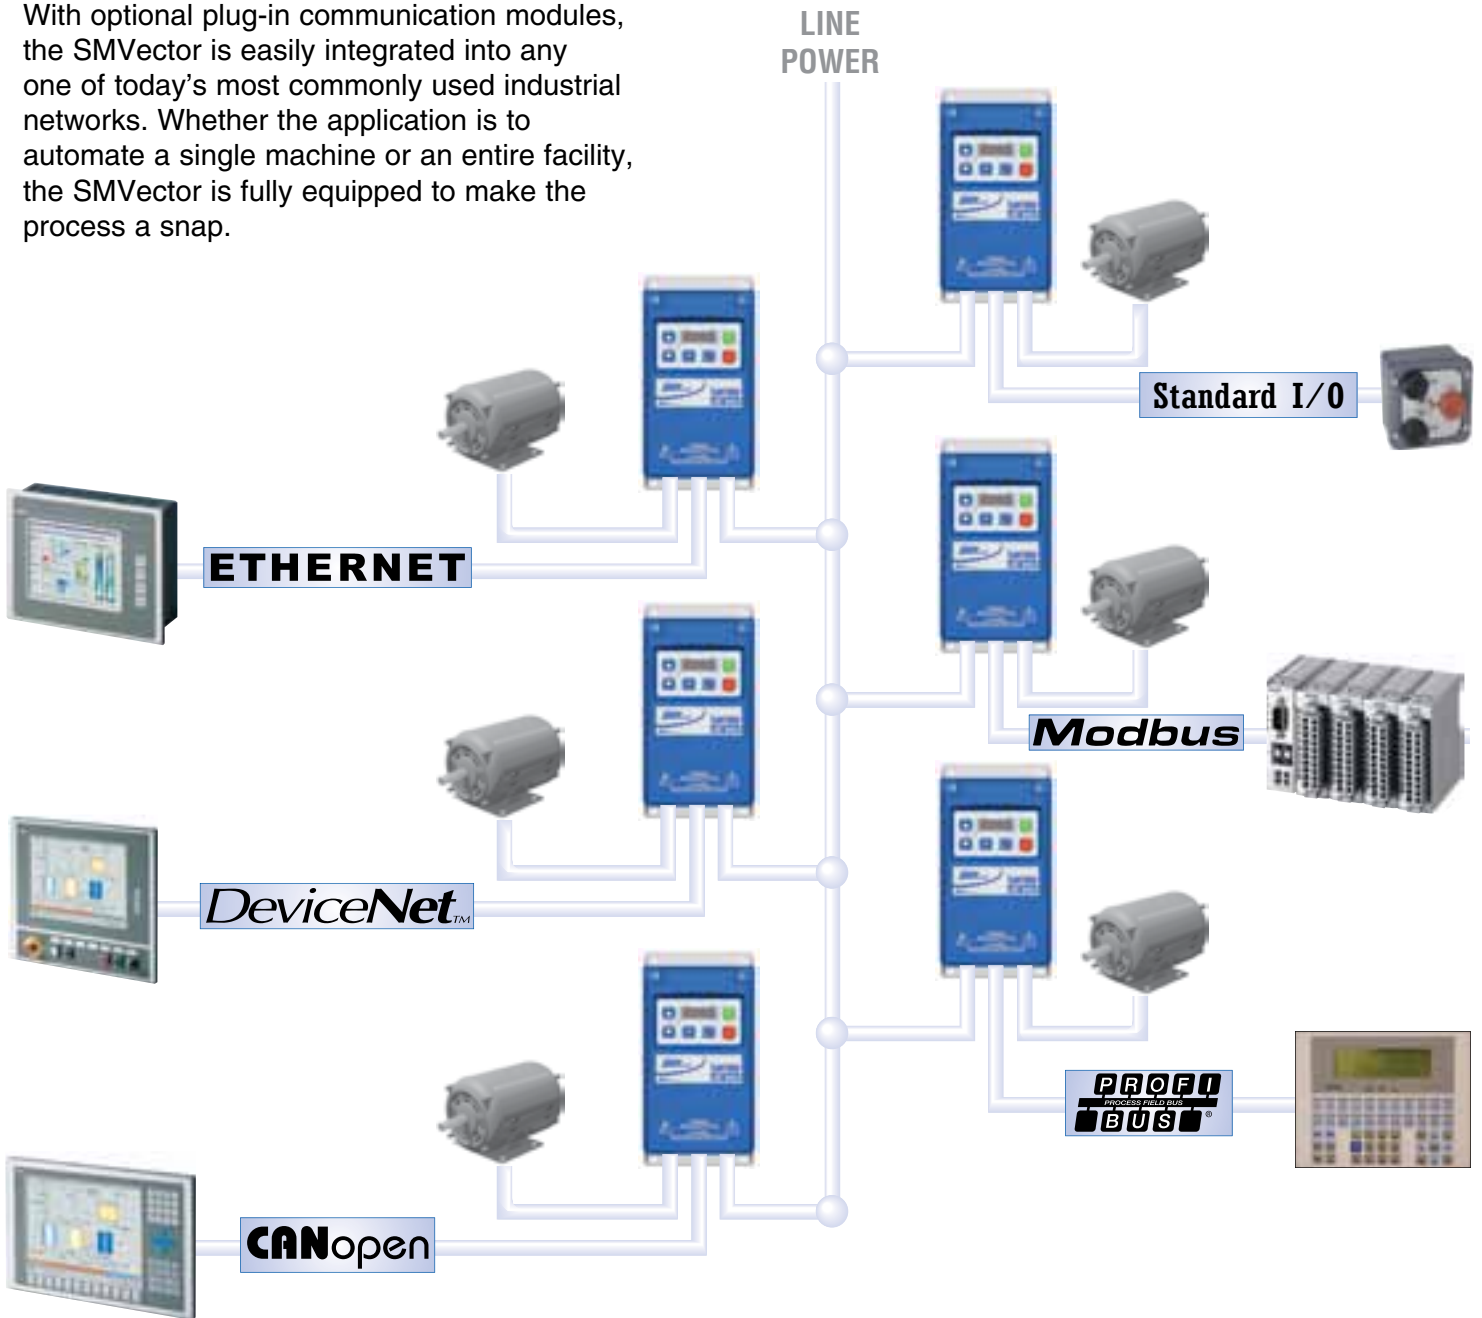 With optional plug-in communication modules,
the SMVector is easily integrated into any
one of today's most commonly used industrial
networks. Whether the application is to
automate a single machine or an entire facility,
the SMVector is fully equipped to make the
process a snap.
LINE
POWER
Standard I/O
ETHERNET
Modbus
DeviceNet™
PROFI
PROCESS FIELD BUS
BUS®
CANopen